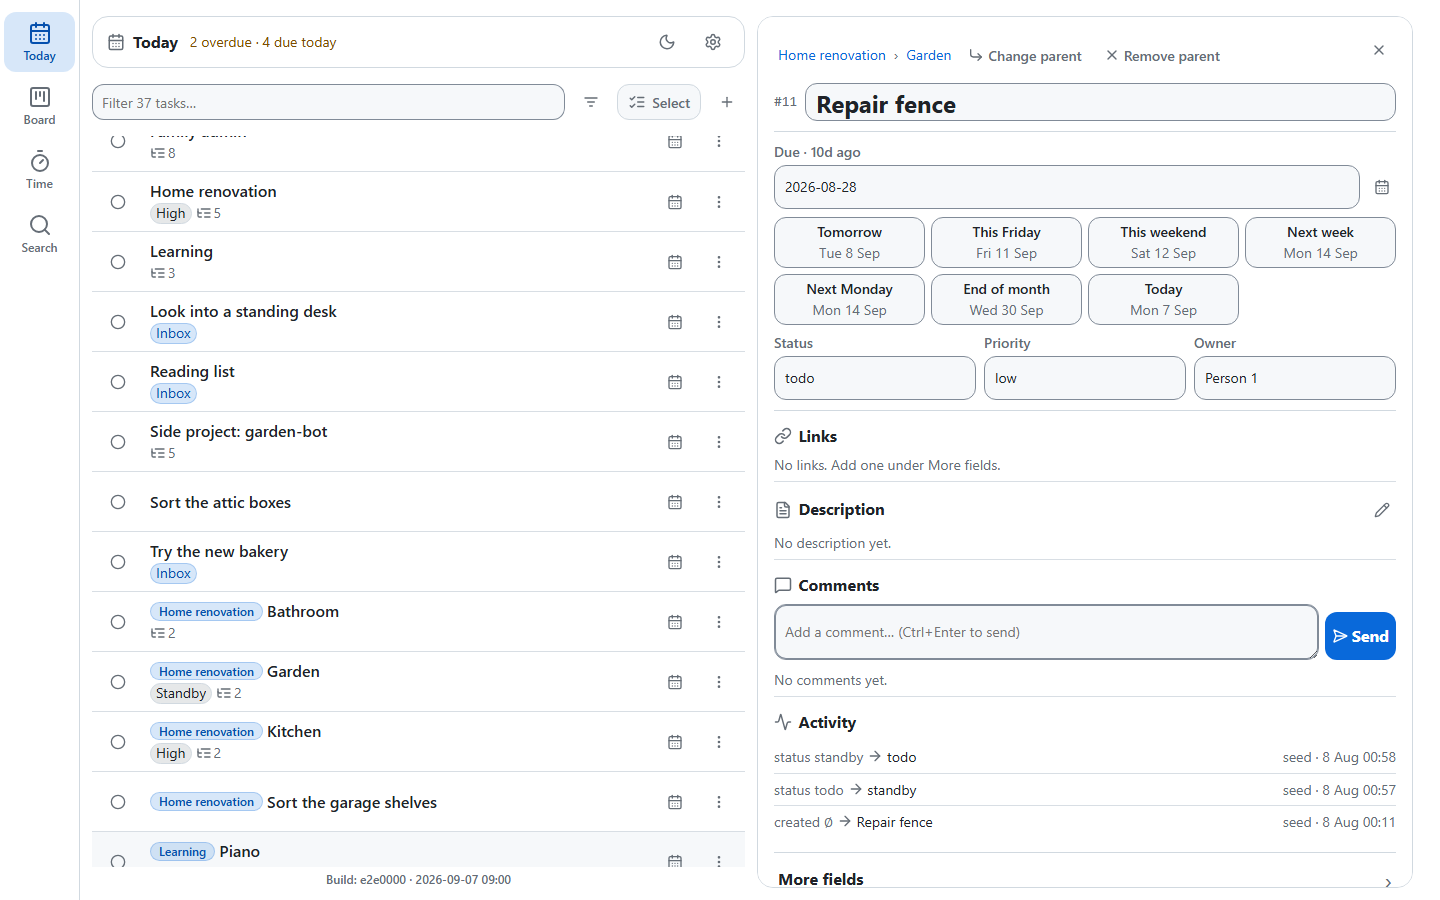 Today
Board
Time
Search
Today 2 overdue · 4 due today
Filter 37 tasks...
Select
Family admin
8
Home renovation
High 5
Learning
3
Look into a standing desk
Inbox
Reading list
Inbox
Side project: garden-bot
5
Sort the attic boxes
Try the new bakery
Inbox
Home renovation Bathroom
2
Home renovation Garden
Standby 2
Home renovation Kitchen
High 2
Home renovation Sort the garage shelves
Learning Piano
Build: e2e0000 · 2026-09-07 09:00
Home renovation › Garden Change parent Remove parent
#11 Repair fence
Due · 10d ago
2026-08-28
Tomorrow This Friday This weekend Next week
Tue 8 Sep Fri 11 Sep Sat 12 Sep Mon 14 Sep
Next Monday End of month Today
Mon 14 Sep Wed 30 Sep Mon 7 Sep
Status Priority Owner
todo low Person 1
Links
No links. Add one under More fields.
Description
No description yet.
Comments
Add a comment... (Ctrl+Enter to send)
Send
No comments yet.
Activity
status standby → todo seed · 8 Aug 00:58
status todo → standby seed · 8 Aug 00:57
created ∅ → Repair fence seed · 8 Aug 00:11
More fields